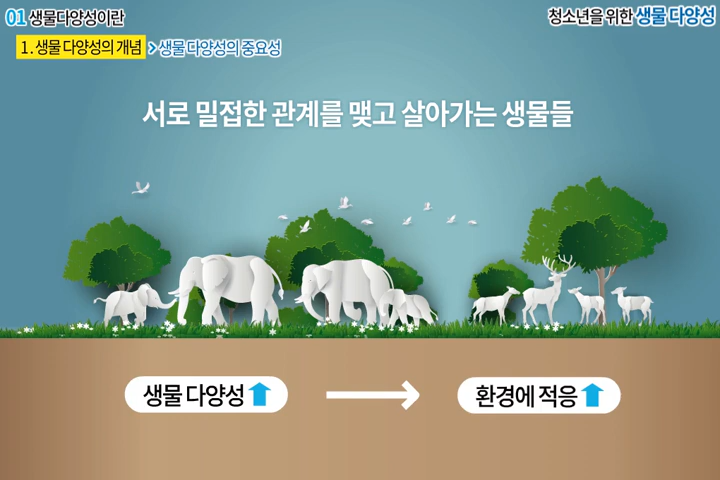 01 생물다양성이란
청소년을 위한 생물 다양성
1. 생물 다양성의 개념 > 생물 다양성의 중요성
서로 밀접한 관계를 맺고 살아가는 생물들
생물 다양성
환경에 적응